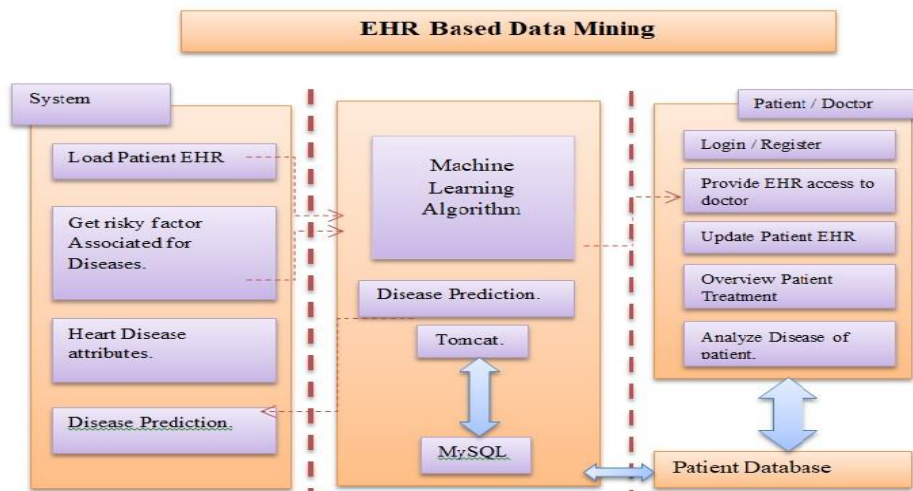 EHR Based Data Mining
System
Load Patient EHR
Get risky factor
Associated for
Diseases.
Heart Disease
attributes.
Disease Prediction.
Machine
Learning
Algorithm
Disease Prediction.
Tomcat.
MySQL
Patient / Doctor
Login / Register
Provide EHR access to
doctor
Update Patient EHR
Overview Patient
Treatment
Analyze Disease of
patient.
Patient Database